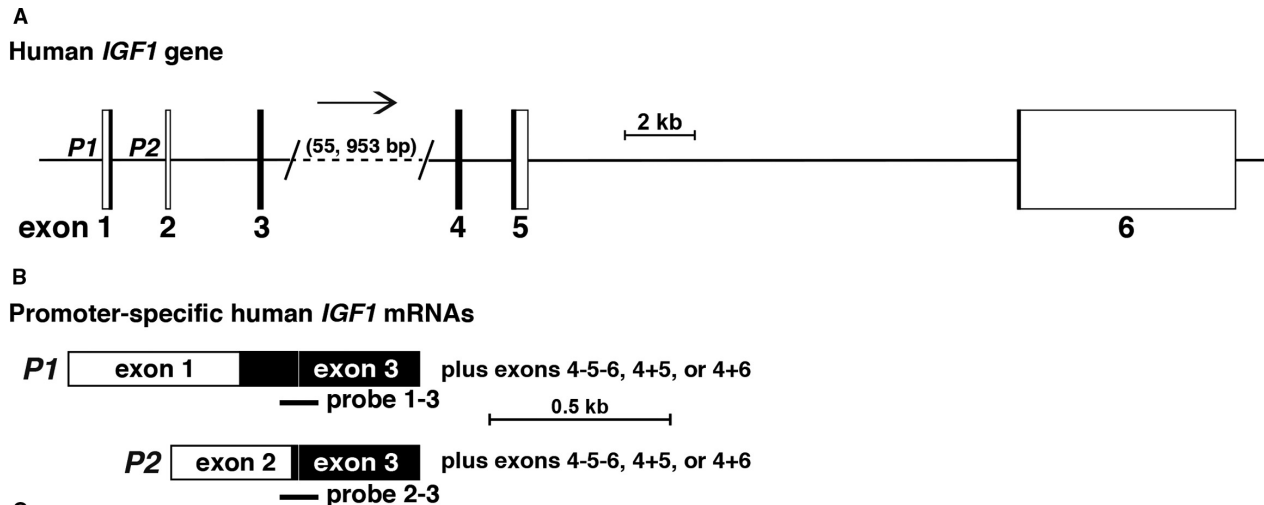 A
Human IGF1 gene
P1 P2 (55, 953 bp) 2 kb
exon 1 2 3 4 5 6
B
Promoter-specific human IGF1 mRNAs
P1 exon 1 exon 3 plus exons 4-5-6, 4+5, or 4+6
probe 1-3 0.5 kb
P2 exon 2 exon 3 plus exons 4-5-6, 4+5, or 4+6
probe 2-3